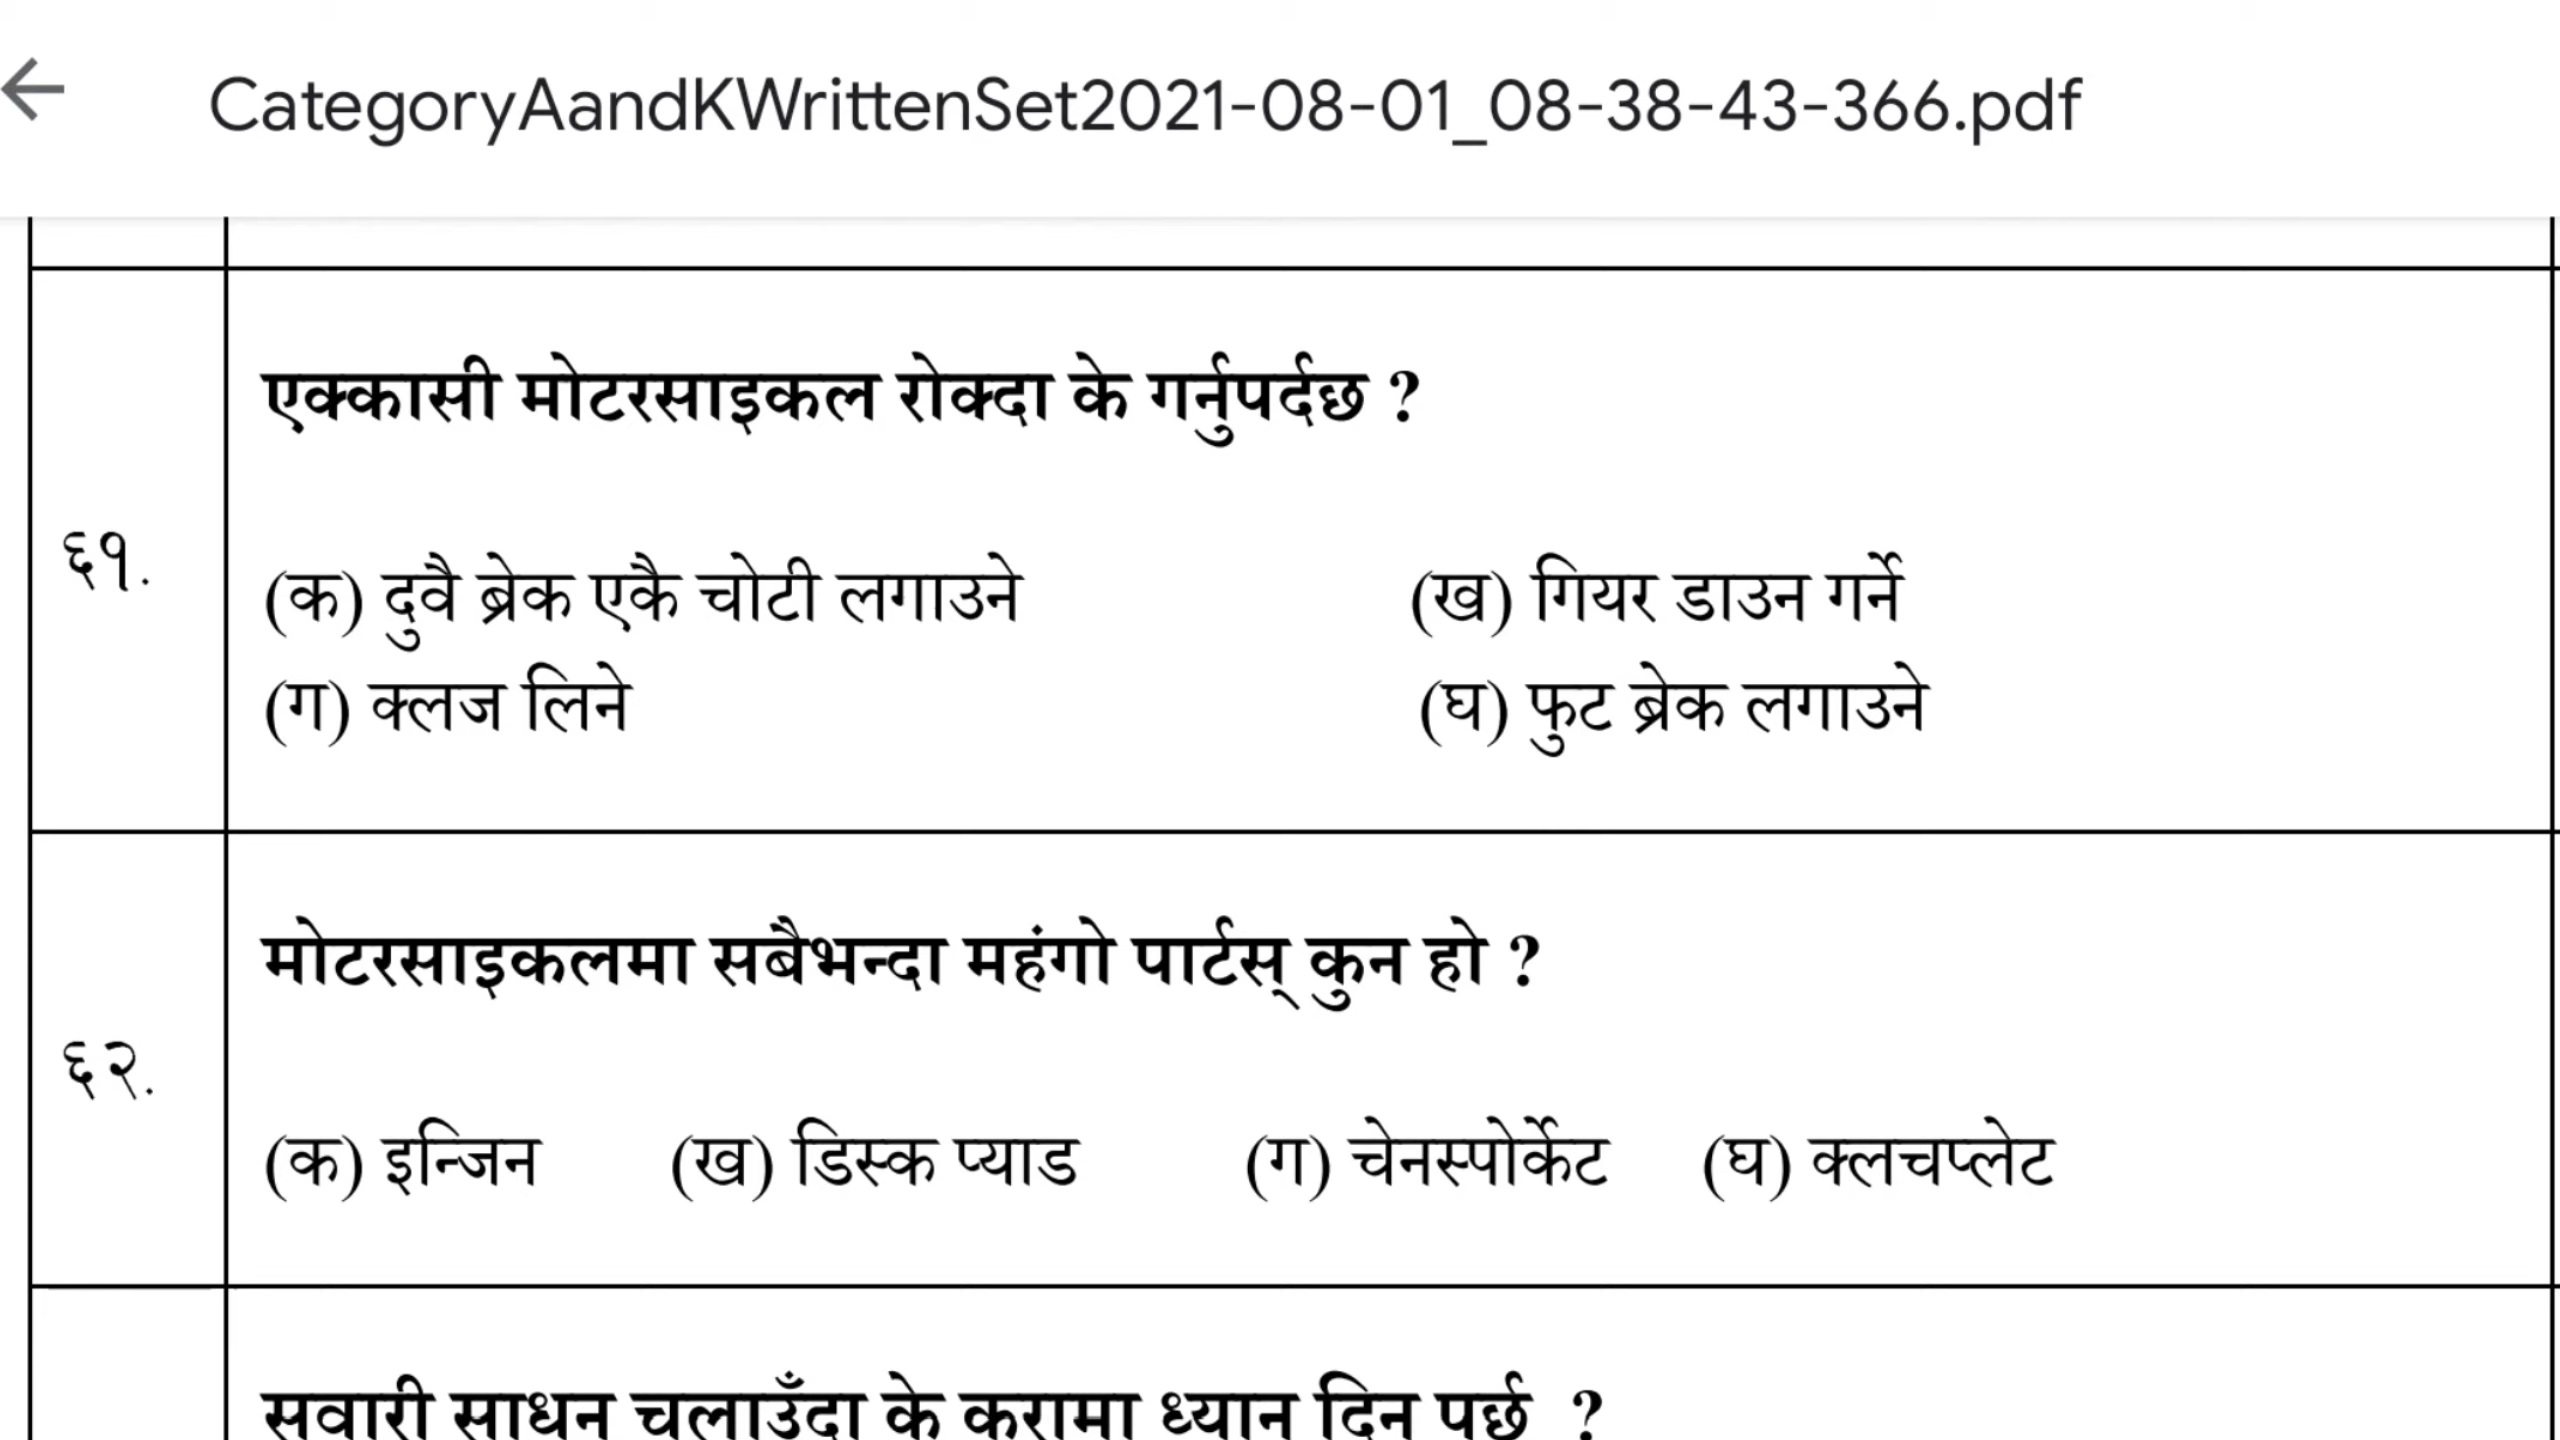 CategoryAandKWrittenSet2021-08-01_08-38-43-366.pdf
एक्कासी मोटरसाइकल रोक्दा के गर्नुपर्दछ ?
६१.
(क) दुवै ब्रेक एकै चोटी लगाउने (ख) गियर डाउन गर्ने
(ग) क्लज लिने (घ) फुट ब्रेक लगाउने
मोटरसाइकलमा सबैभन्दा महंगो पार्टस् कुन हो ?
६२.
(क) इन्जिन (ख) डिस्क प्याड (ग) चेनस्पोर्केट (घ) क्लचप्लेट
सवारी साधन चलाउँदा के कुरामा ध्यान दिनु पर्छ ?